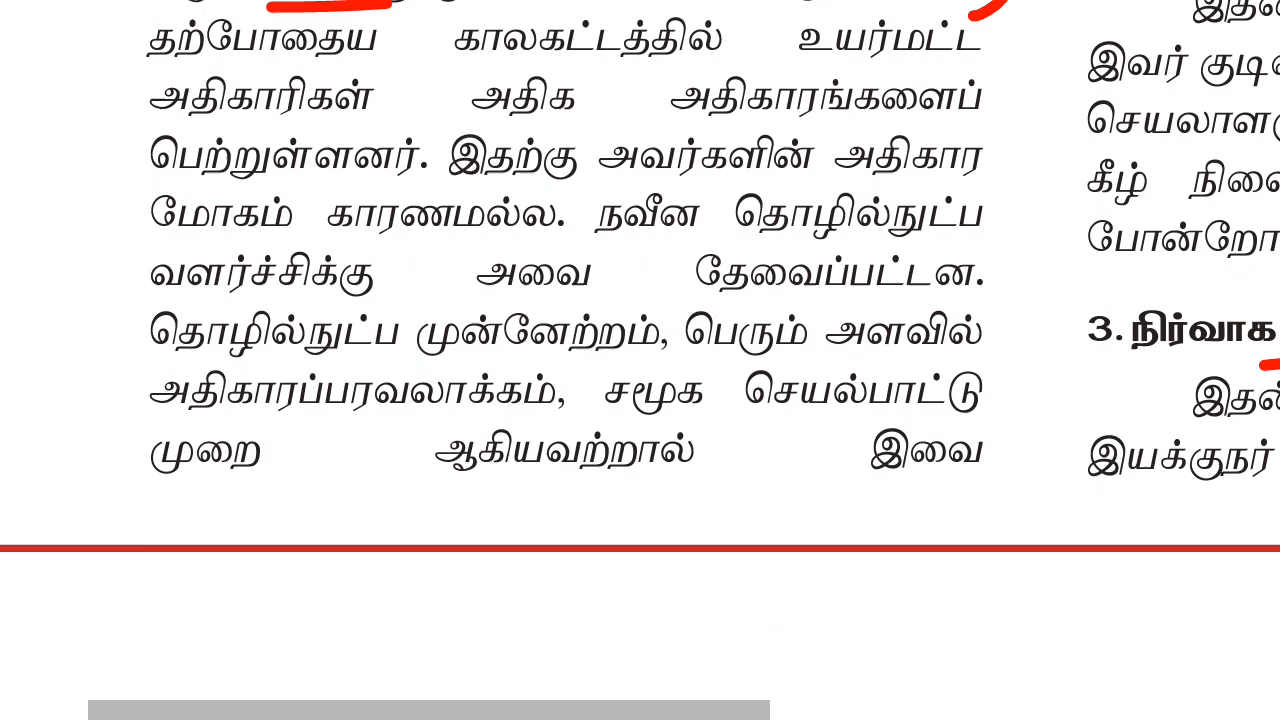 தற்போதைய காலகட்டத்தில் உயர்மட்ட
அதிகாரிகள் அதிக அதிகாரங்களைப்
பெற்றுள்ளனர். இதற்கு அவர்களின் அதிகார
மோகம் காரணமல்ல. நவீன தொழில்நுட்ப
வளர்ச்சிக்கு அவை தேவைப்பட்டன.
தொழில்நுட்ப முன்னேற்றம், பெரும் அளவில்
அதிகாரப்பரவலாக்கம், சமூக செயல்பாட்டு
முறை ஆகியவற்றால் இவை
இவர்
கீழ்
3. நிர்வாக
இயக்குநர்